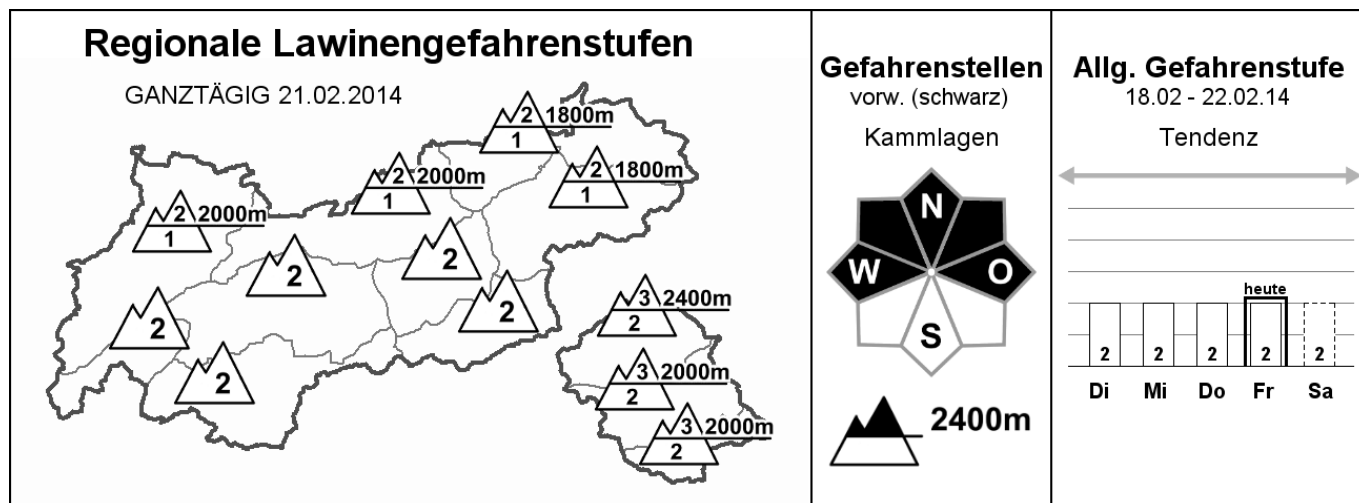 Regionale Lawinengefahrenstufen
GANZTÄGIG 21.02.2014
2 1800m
1
2 1800m
1
2 2000m
1
2 2000m
1
2
2
2
2
2
3 2400m
2
3 2000m
2
3 2000m
2
Gefahrenstellen
vorw. (schwarz)
Kammlagen
N
W O
S
2400m
Allg. Gefahrenstufe
18.02 - 22.02.14
Tendenz
heute
2 2 2 2 2
Di Mi Do Fr Sa